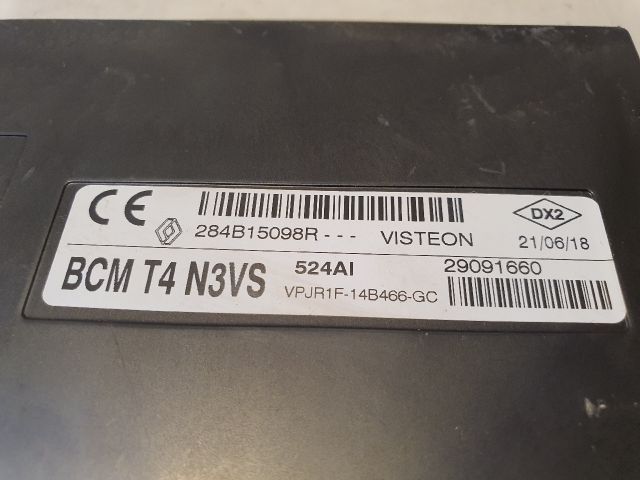 CE
284B15098R--- VISTEON
DX2
21/06/18
BCM T4 N3VS
524AI
29091660
VPJR1F-14B466-GC